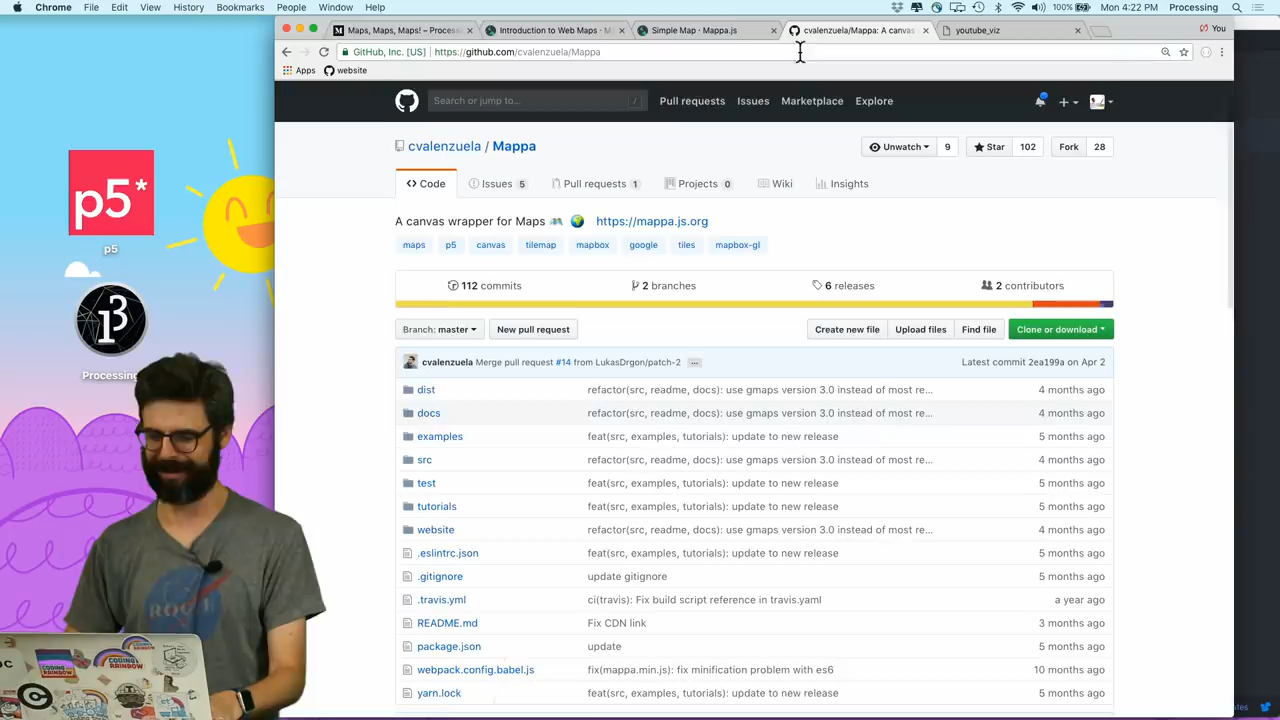 Chrome File Edit View History Bookmarks People Window Help 100% Mon 4:22 PM Processing
Maps, Maps, Maps! – Proces Introduction to Web Maps · M Simple Map · Mappa.js cvalenzuela/Mappa: A canvas youtube_viz You
GitHub, Inc. [US] https://github.com/cvalenzuela/Mappa
Apps website
Search or jump to... / Pull requests Issues Marketplace Explore
cvalenzuela / Mappa Unwatch 9 Star 102 Fork 28
Code Issues 5 Pull requests 1 Projects 0 Wiki Insights
A canvas wrapper for Maps https://mappa.js.org
maps p5 canvas tilemap mapbox google tiles mapbox-gl
112 commits 2 branches 6 releases 2 contributors
Branch: master New pull request Create new file Upload files Find file Clone or download
cvalenzuela Merge pull request #14 from LukasDrgon/patch-2 ... Latest commit 2ea199a on Apr 2
dist refactor(src, readme, docs): use gmaps version 3.0 instead of most re... 4 months ago
docs refactor(src, readme, docs): use gmaps version 3.0 instead of most re... 4 months ago
examples feat(src, examples, tutorials): update to new release 5 months ago
src refactor(src, readme, docs): use gmaps version 3.0 instead of most re... 4 months ago
test feat(src, examples, tutorials): update to new release 5 months ago
tutorials feat(src, examples, tutorials): update to new release 5 months ago
website refactor(src, readme, docs): use gmaps version 3.0 instead of most re... 4 months ago
.eslintrc.json feat(src, examples, tutorials): update to new release 5 months ago
.gitignore update gitignore 5 months ago
.travis.yml ci(travis): Fix build script reference in travis.yaml a year ago
README.md Fix CDN link 3 months ago
package.json update 5 months ago
webpack.config.babel.js fix(mappa.min.js): fix minification problem with es6 10 months ago
yarn.lock feat(src, examples, tutorials): update to new release 5 months ago
p5*
p5
Processing
CODING
RAINBOW
CODING
RAINBOW